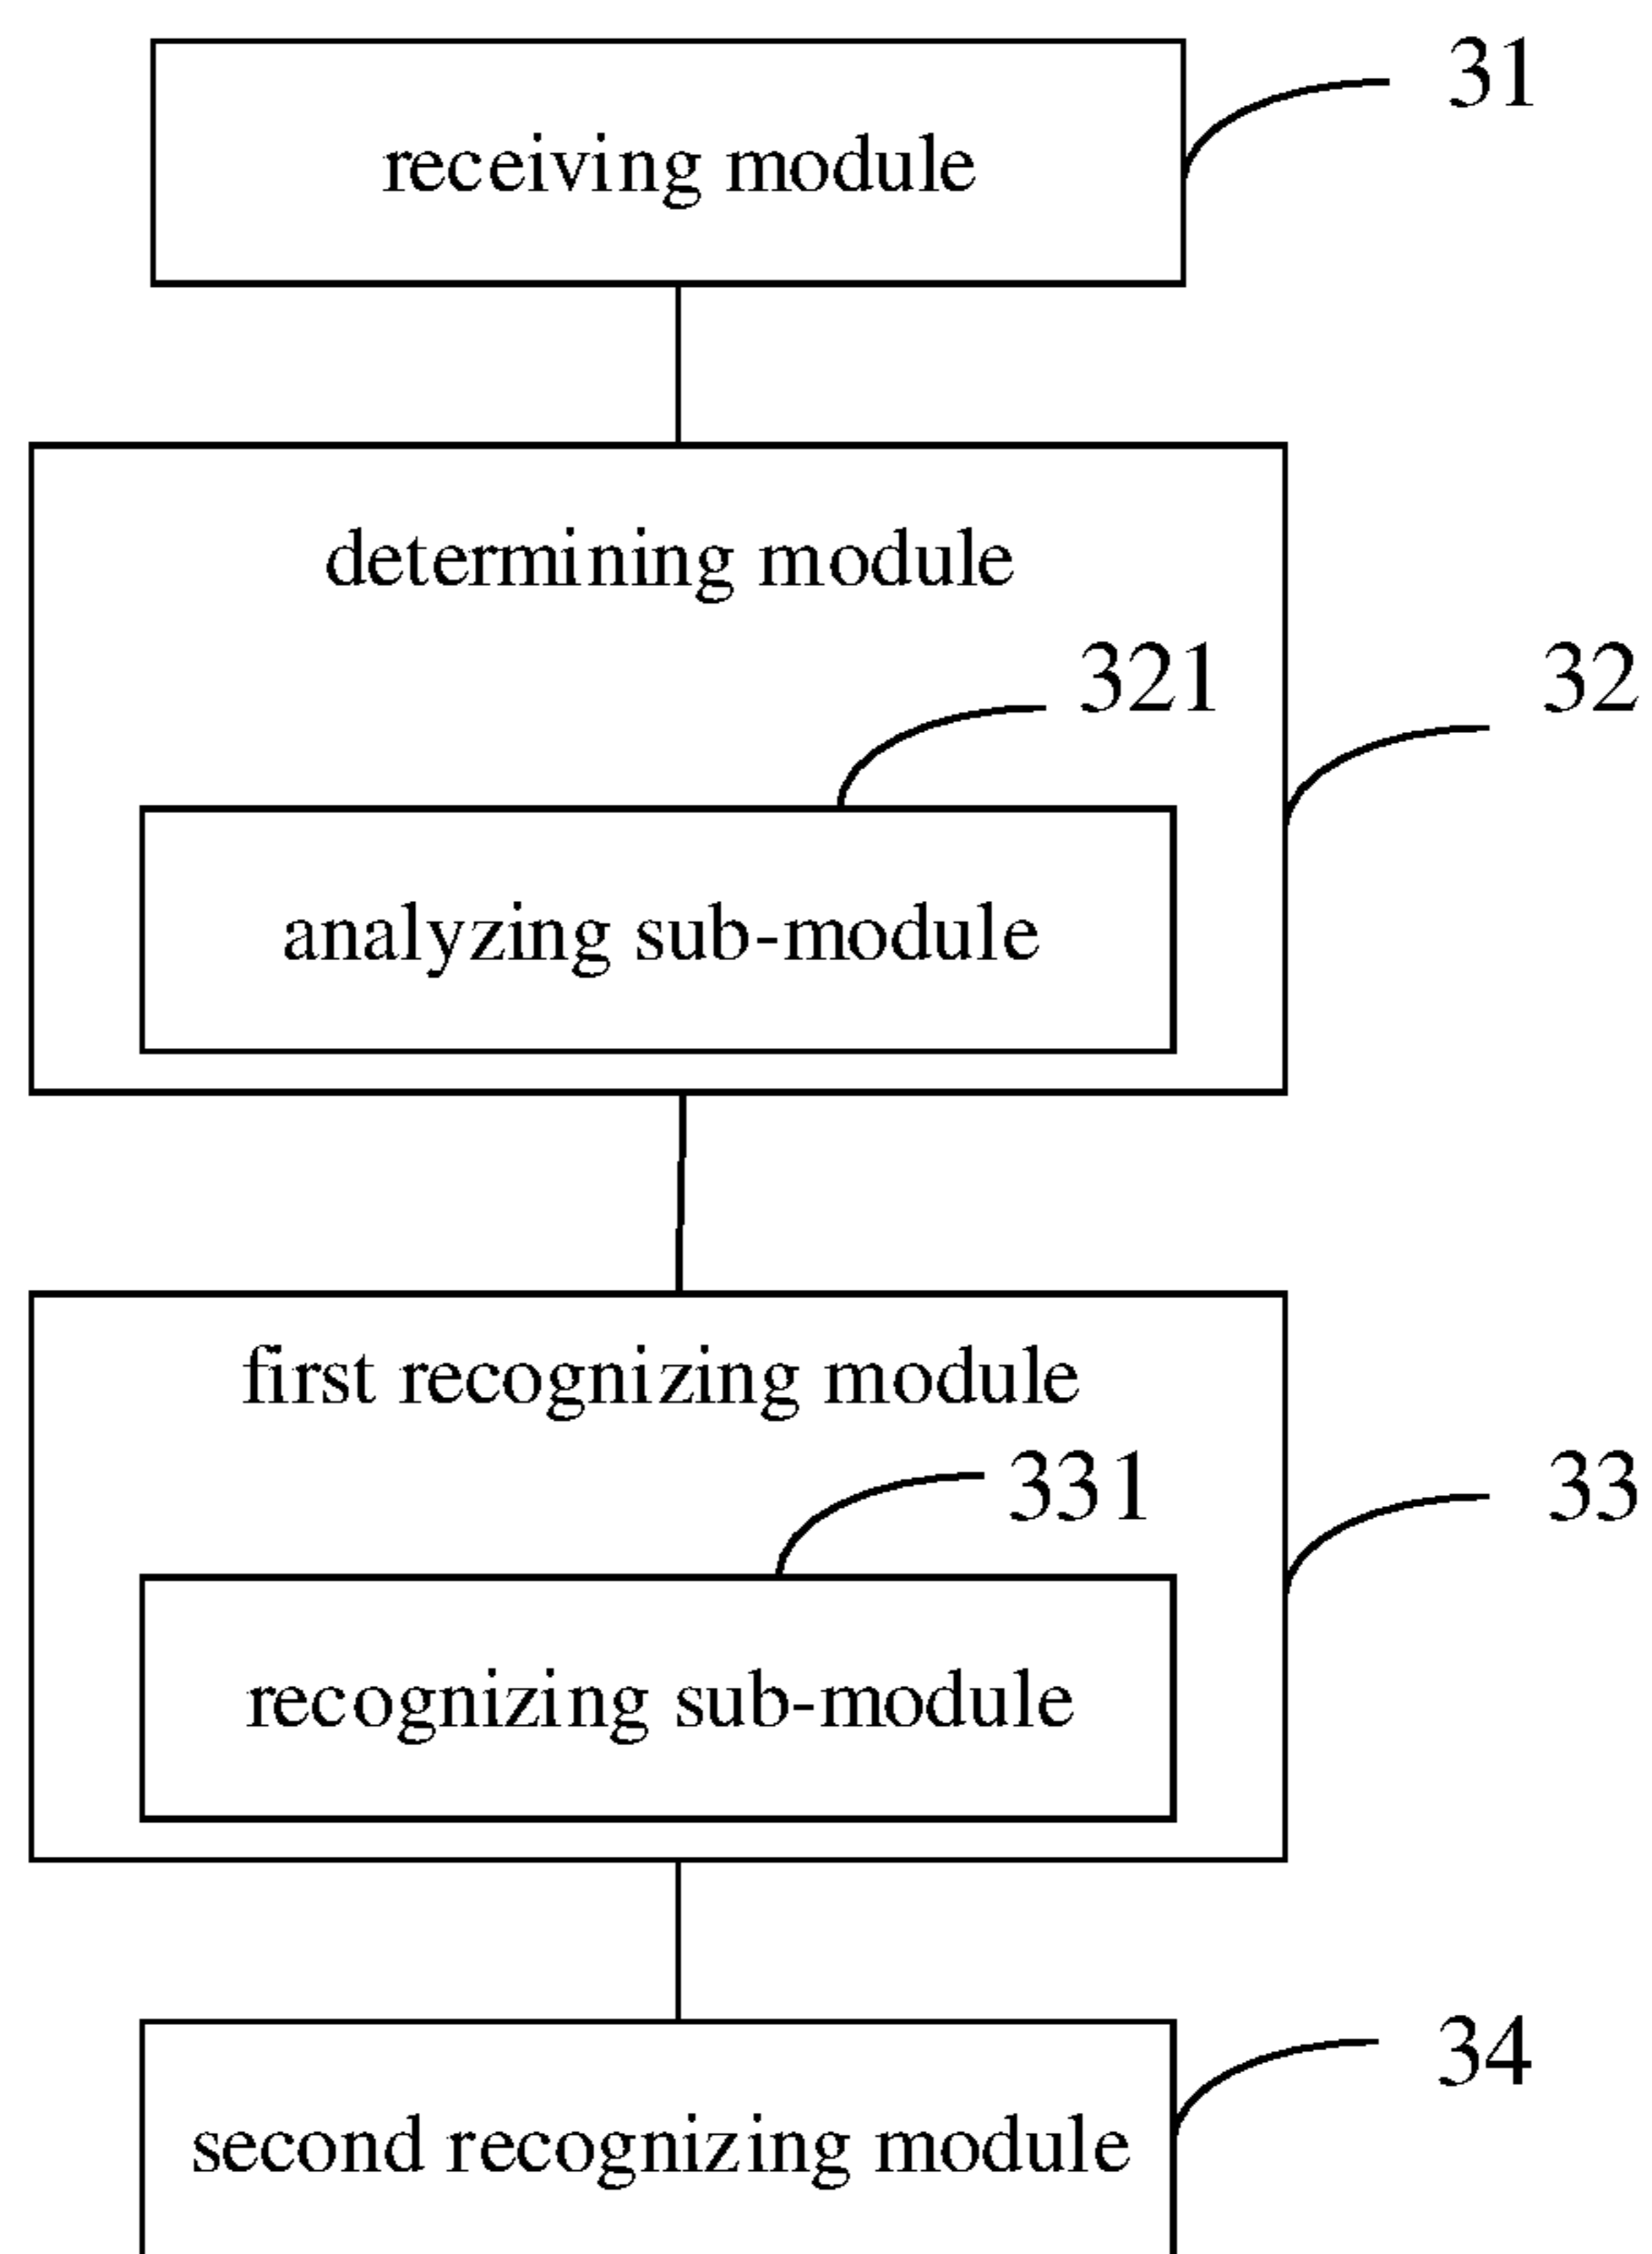 31
receiving module
determining module
321
32
analyzing sub-module
first recognizing module
331
33
recognizing sub-module
34
second recognizing module